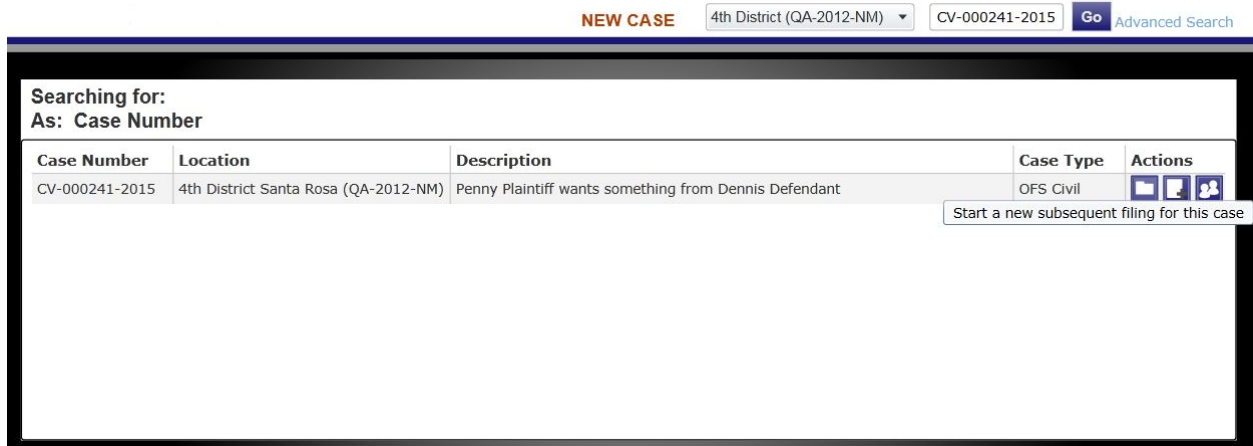 NEW CASE 4th District (QA-2012-NM) CV-000241-2015 Go Advanced Search
Searching for:
As: Case Number
Case Number Location Description Case Type Actions
CV-000241-2015 4th District Santa Rosa (QA-2012-NM) Penny Plaintiff wants something from Dennis Defendant OFS Civil
Start a new subsequent filing for this case